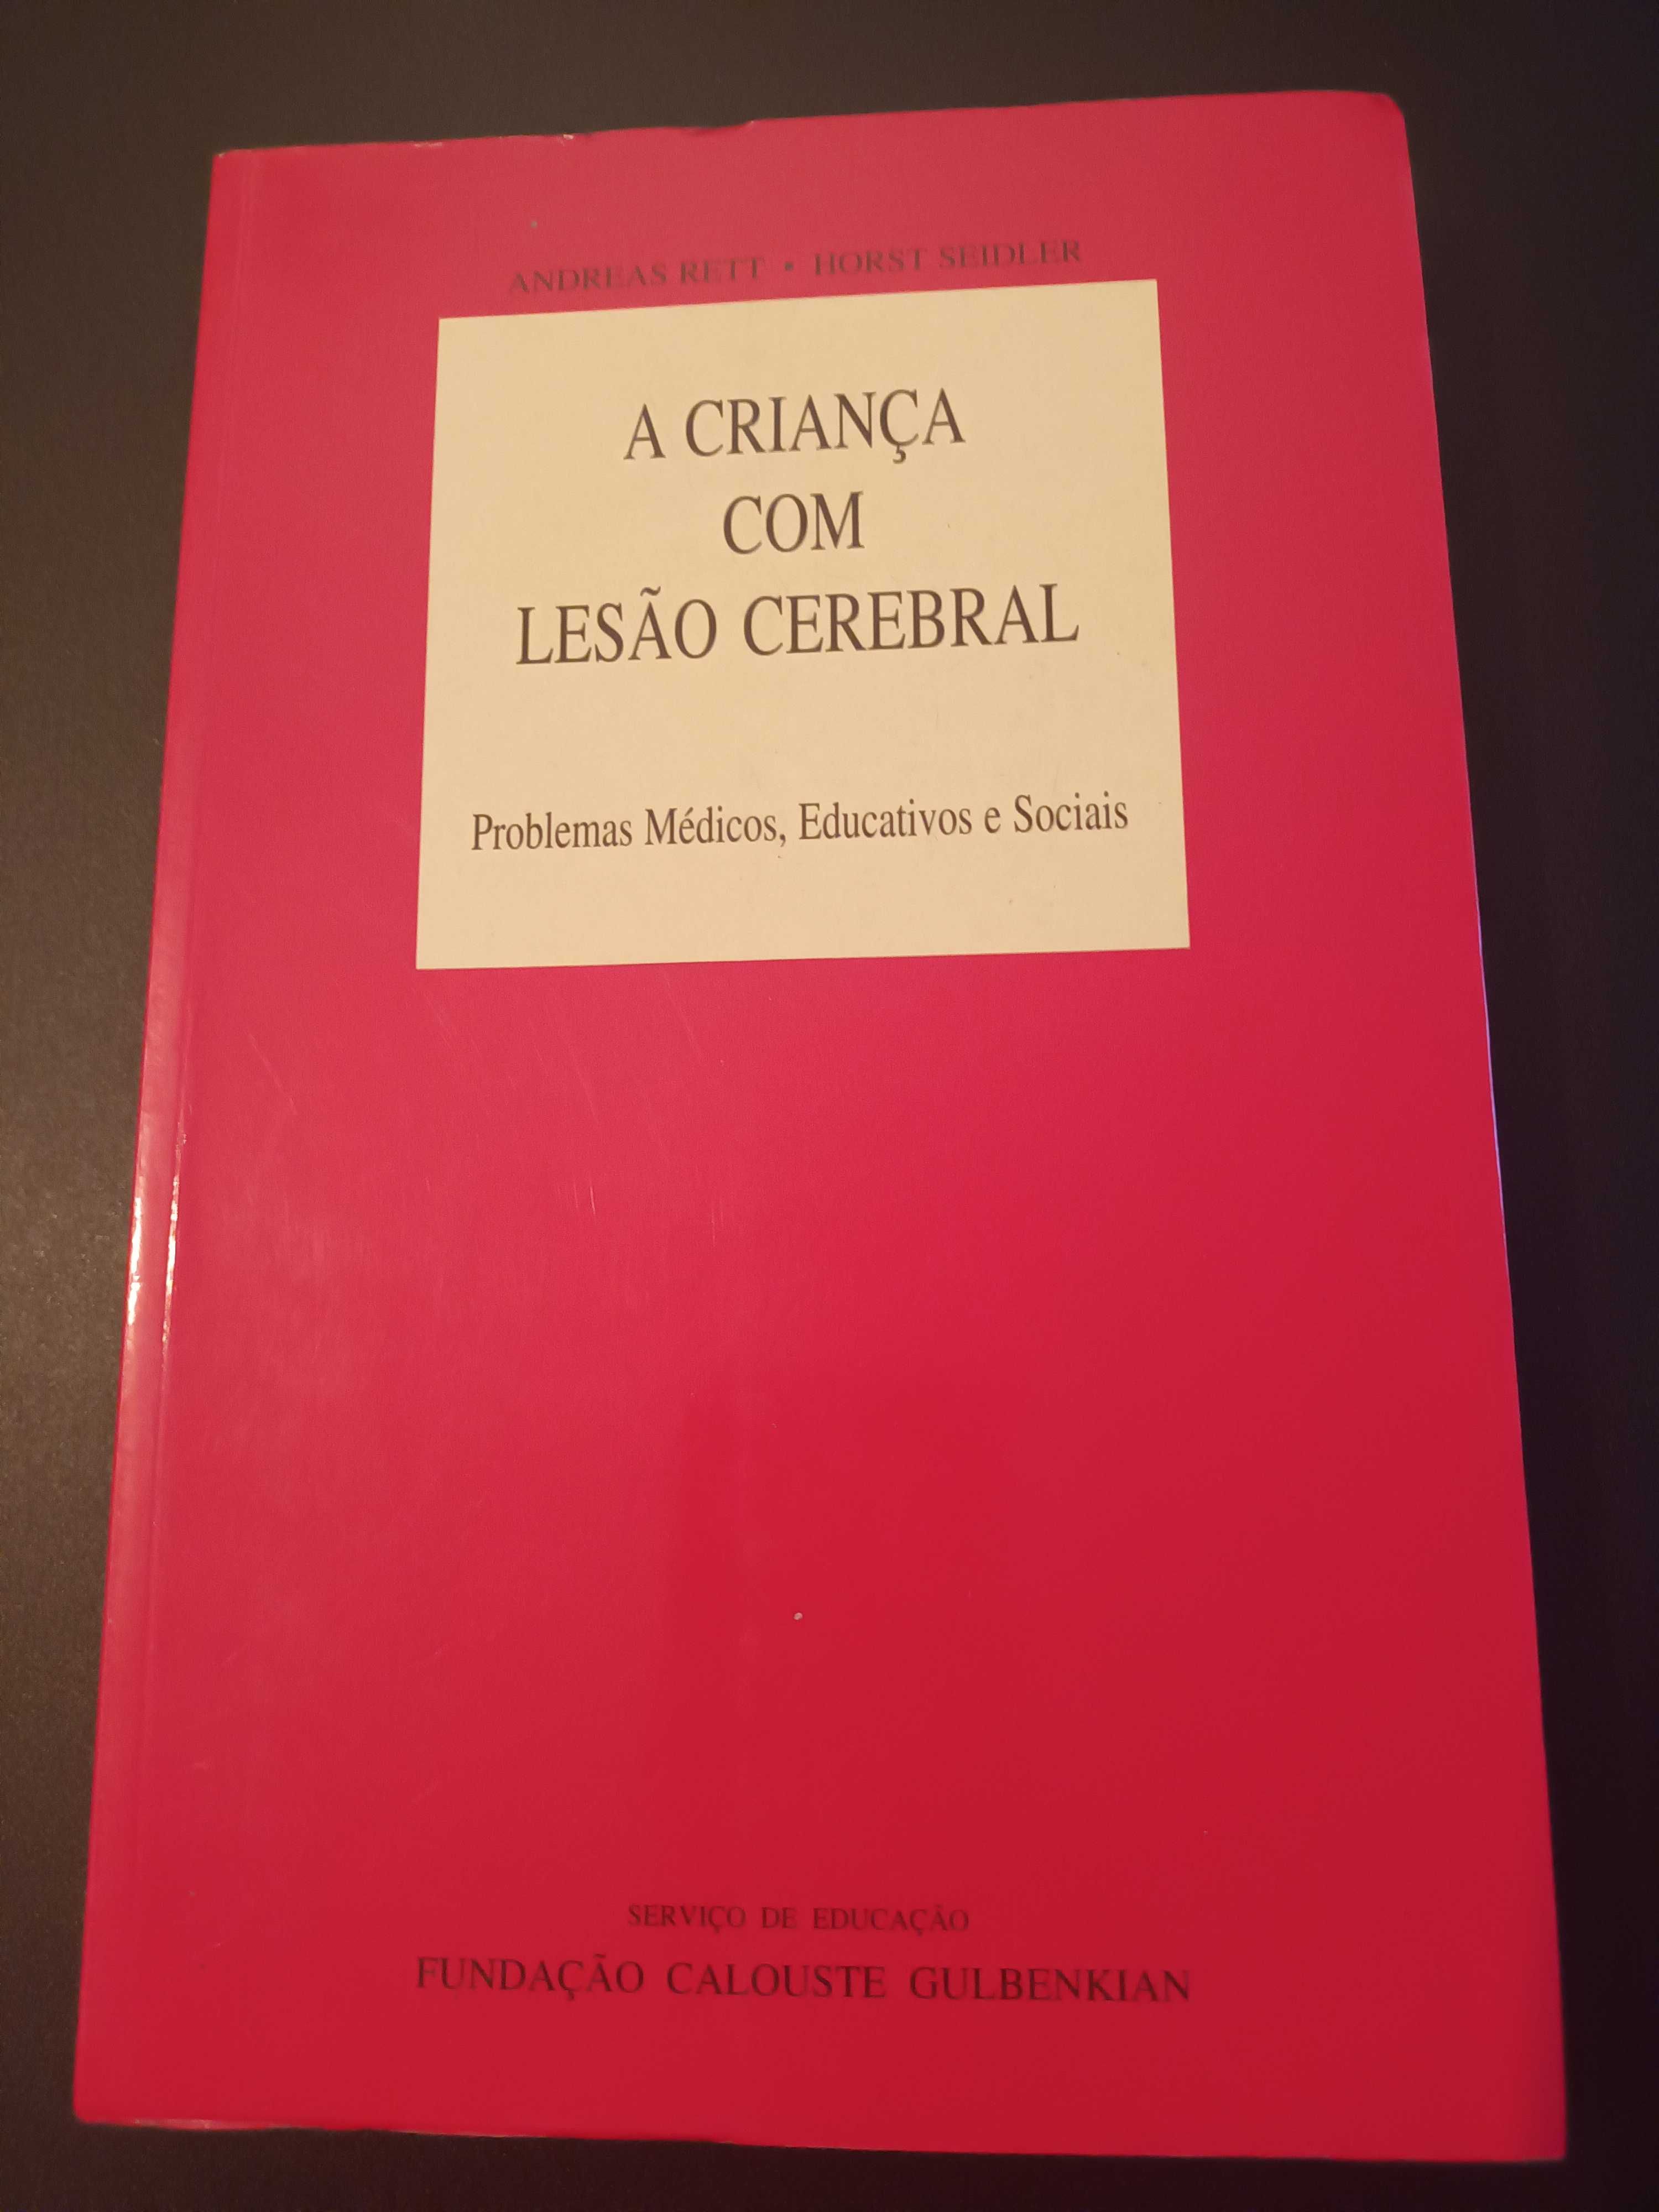 ANDREAS RETT • HORST SEIDLER
A CRIANÇA
COM
LESÃO CEREBRAL
Problemas Médicos, Educativos e Sociais
SERVIÇO DE EDUCAÇÃO
FUNDAÇÃO CALOUSTE GULBENKIAN